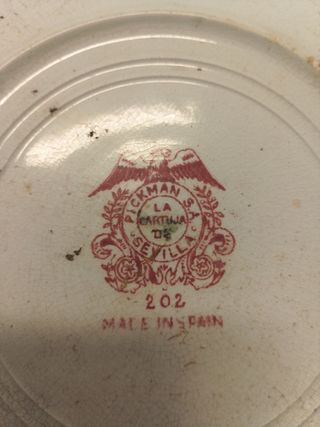 PICKMAN S.A.
LA
CARTUJA
DE
SEVILLA
202
MADE IN SPAIN